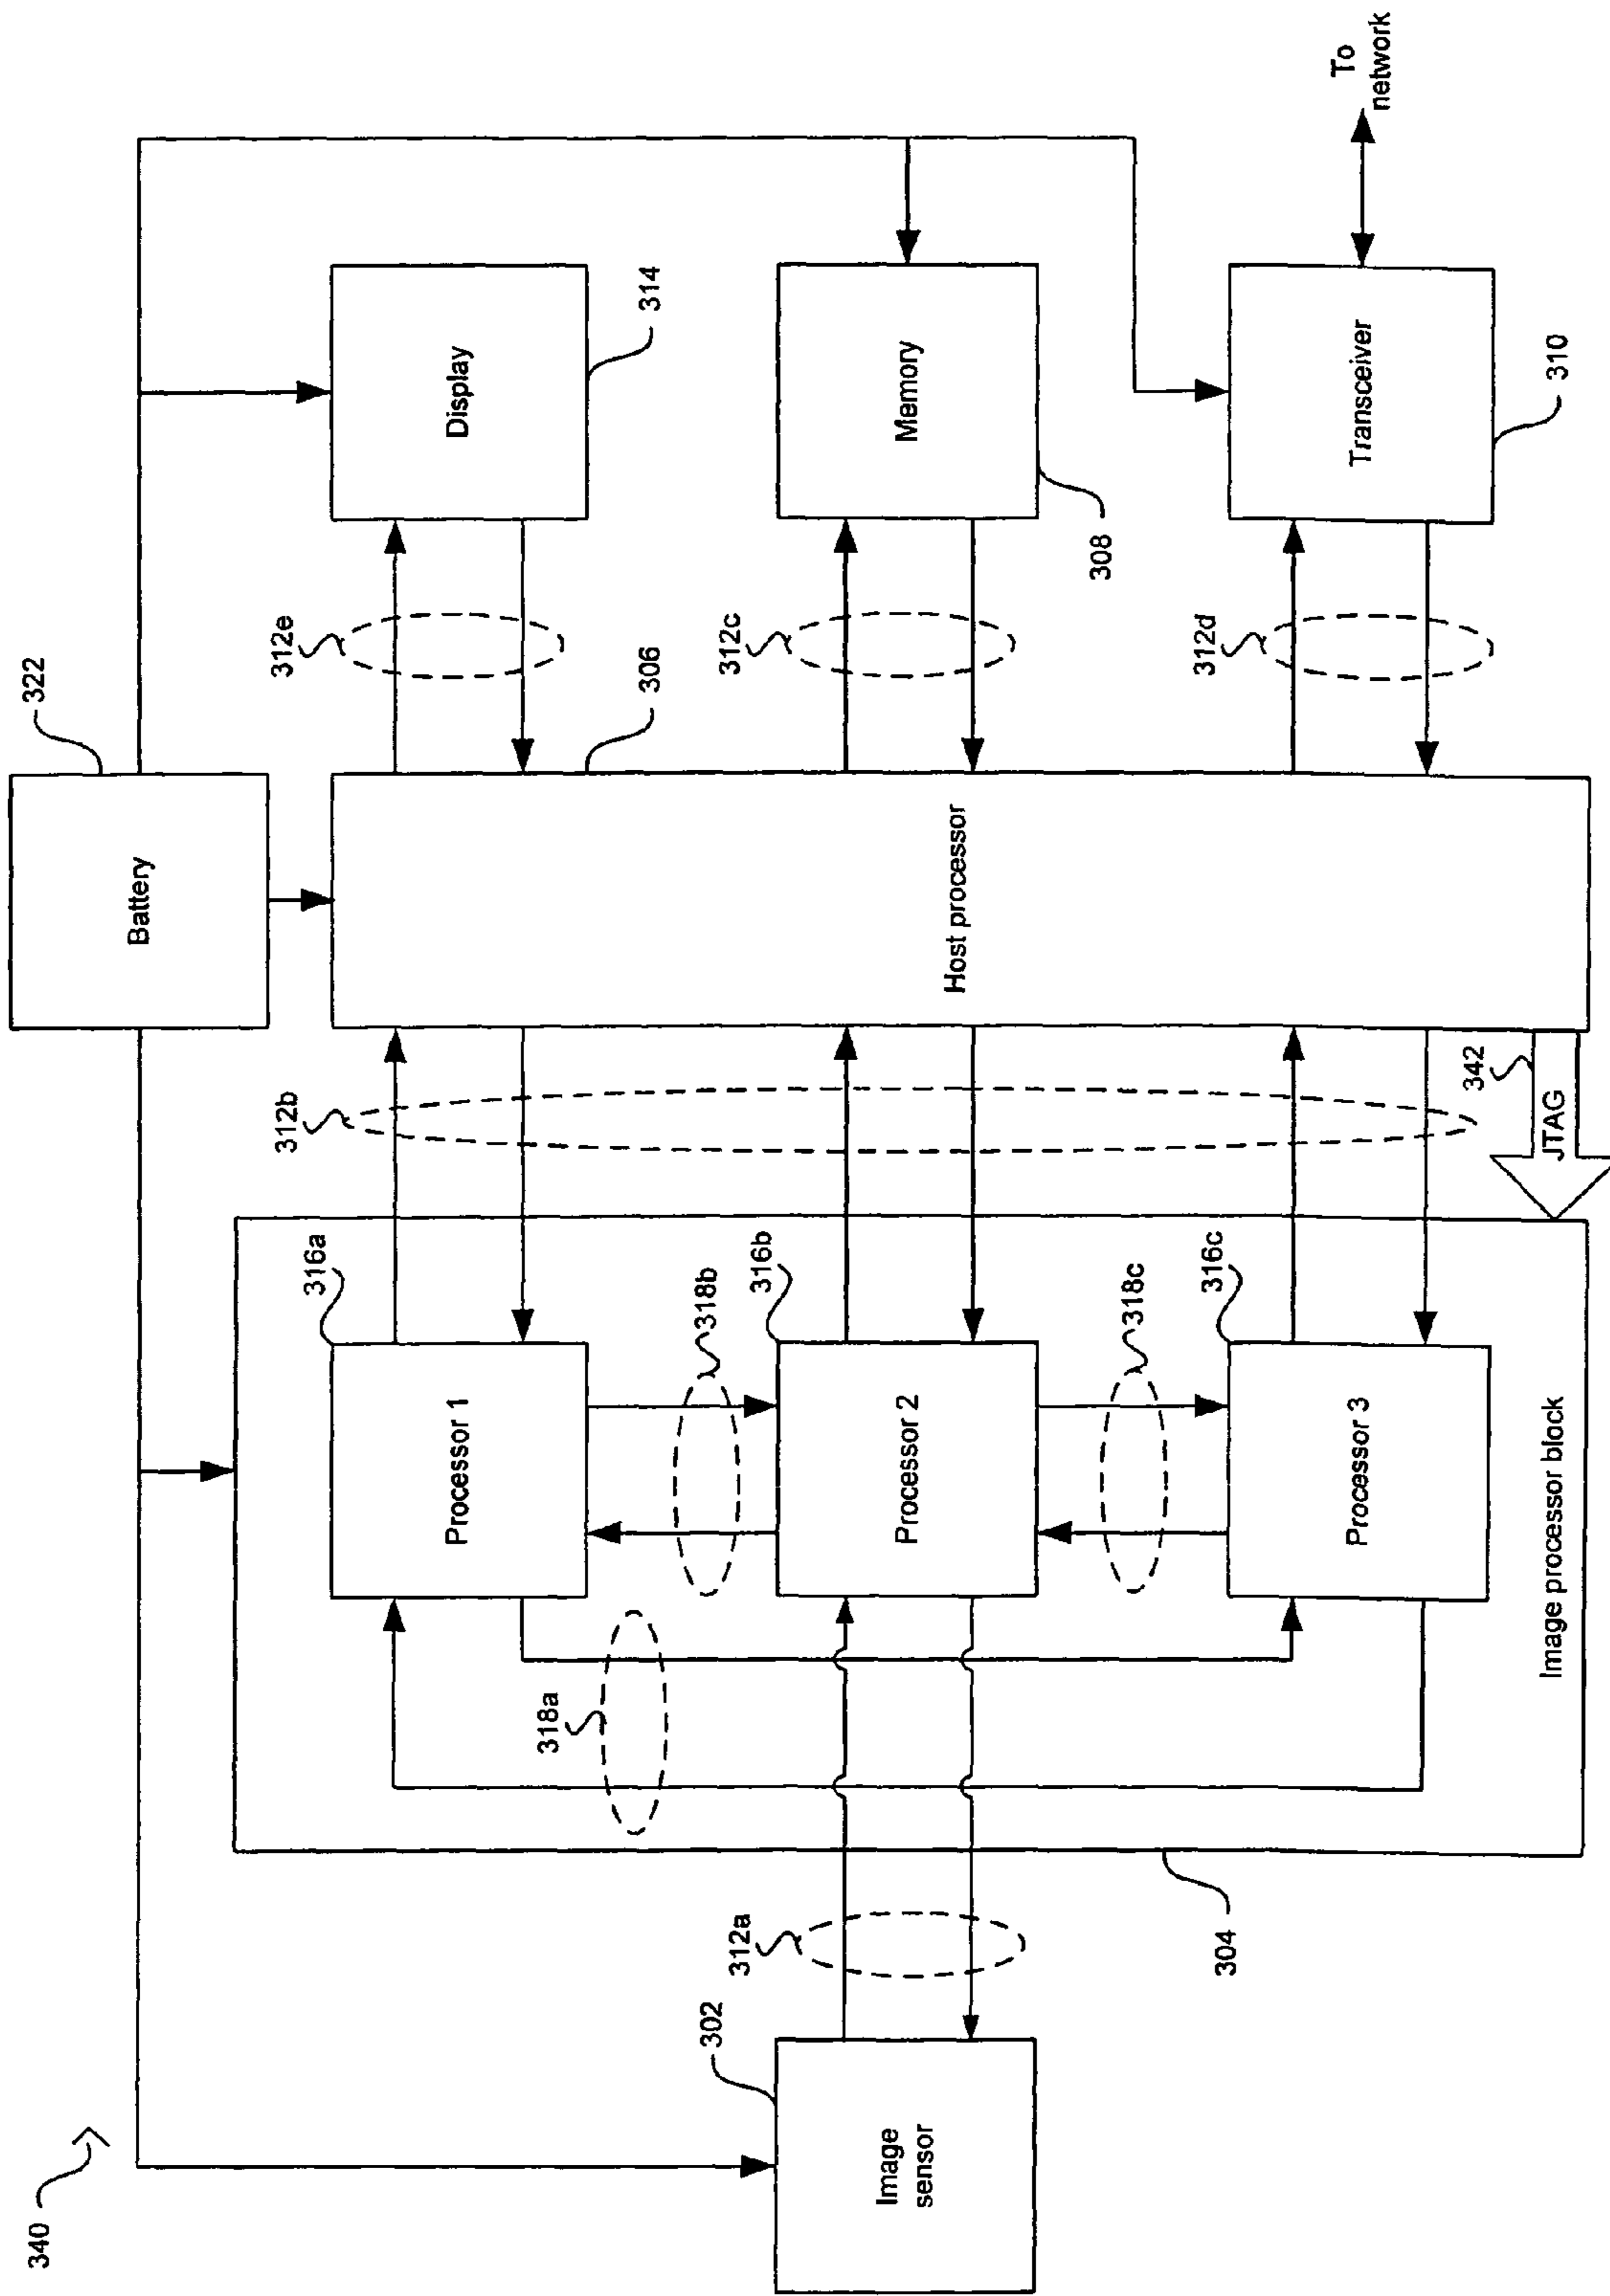 340
322
Battery
302
Image
sensor
312a
304
Image processor block
318a
Processor 1
316a
318b
Processor 2
316b
318c
Processor 3
316c
312b
JTAG
342
Host processor
306
312e
Display
314
312c
Memory
308
312d
Transceiver
310
To
network